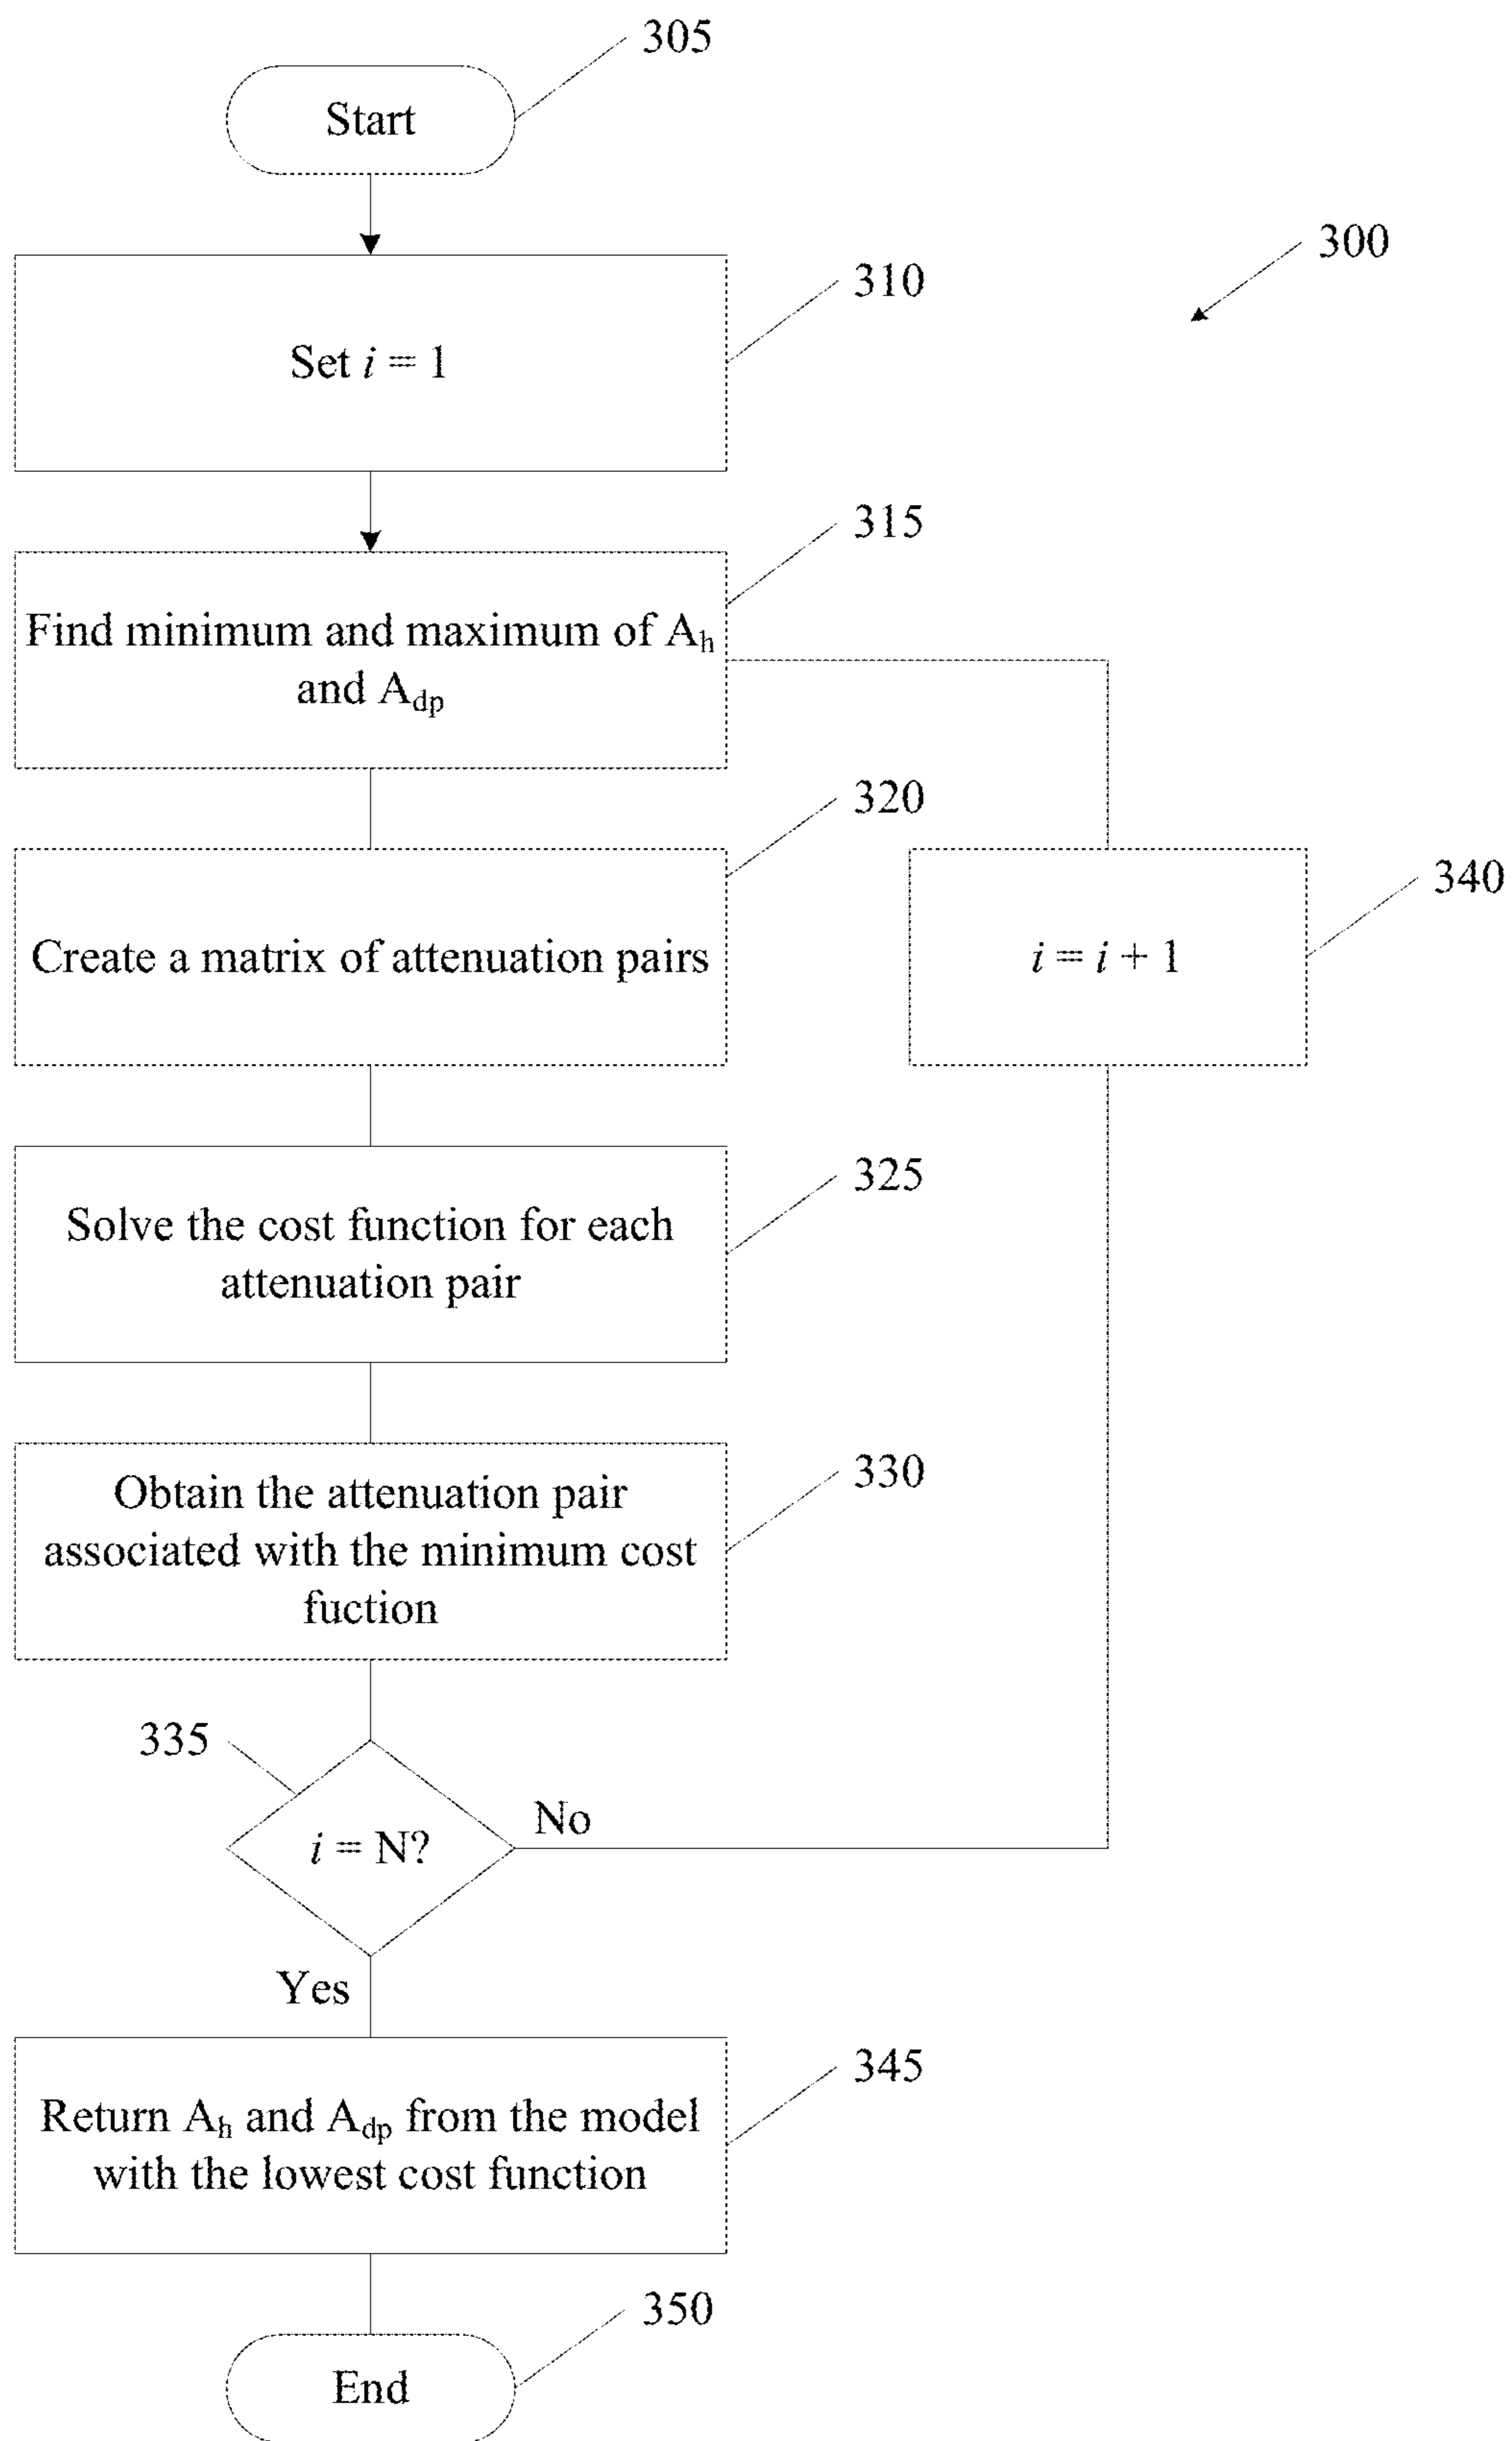 305
Start
300
310
Set i = 1
315
Find minimum and maximum of Ah
and Adp
320
340
Create a matrix of attenuation pairs
i = i + 1
325
Solve the cost function for each
attenuation pair
330
Obtain the attenuation pair
associated with the minimum cost
fuction
335
No
i = N?
Yes
345
Return Ah and Adp from the model
with the lowest cost function
350
End